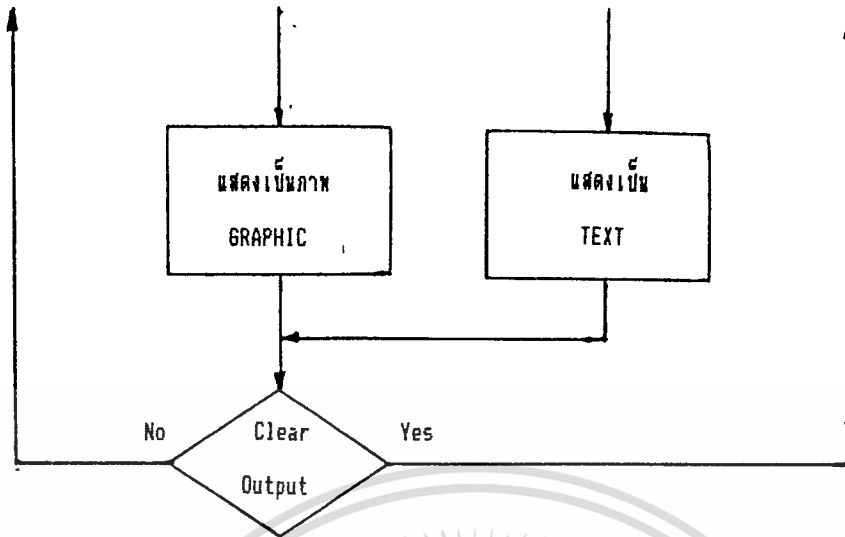 แสดงเป็นภาพ
GRAPHIC
แสดงเป็น
TEXT
No
Clear
Yes
Output